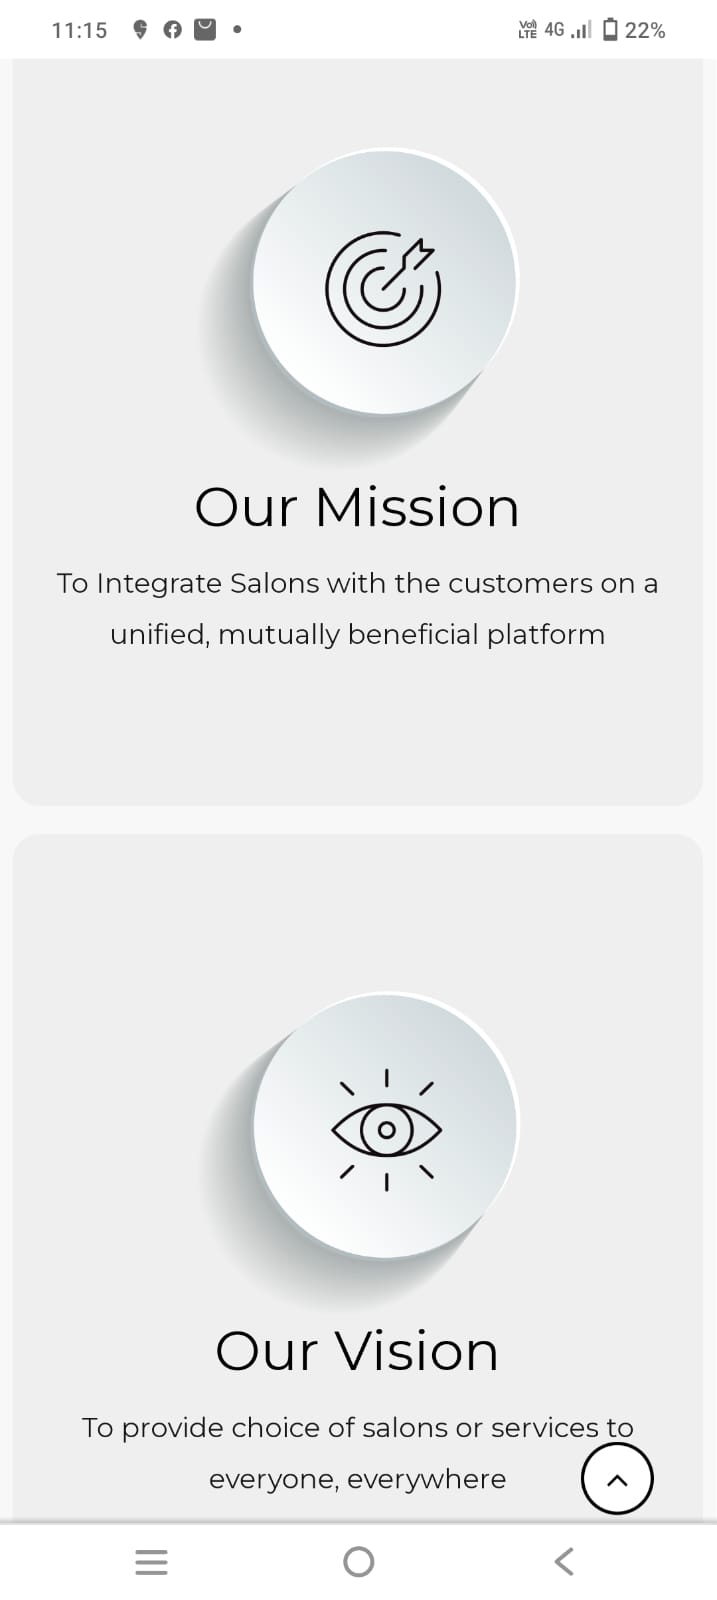 11:15
Vo) LTE 4G 22%
Our Mission
To Integrate Salons with the customers on a
unified, mutually beneficial platform
Our Vision
To provide choice of salons or services to
everyone, everywhere